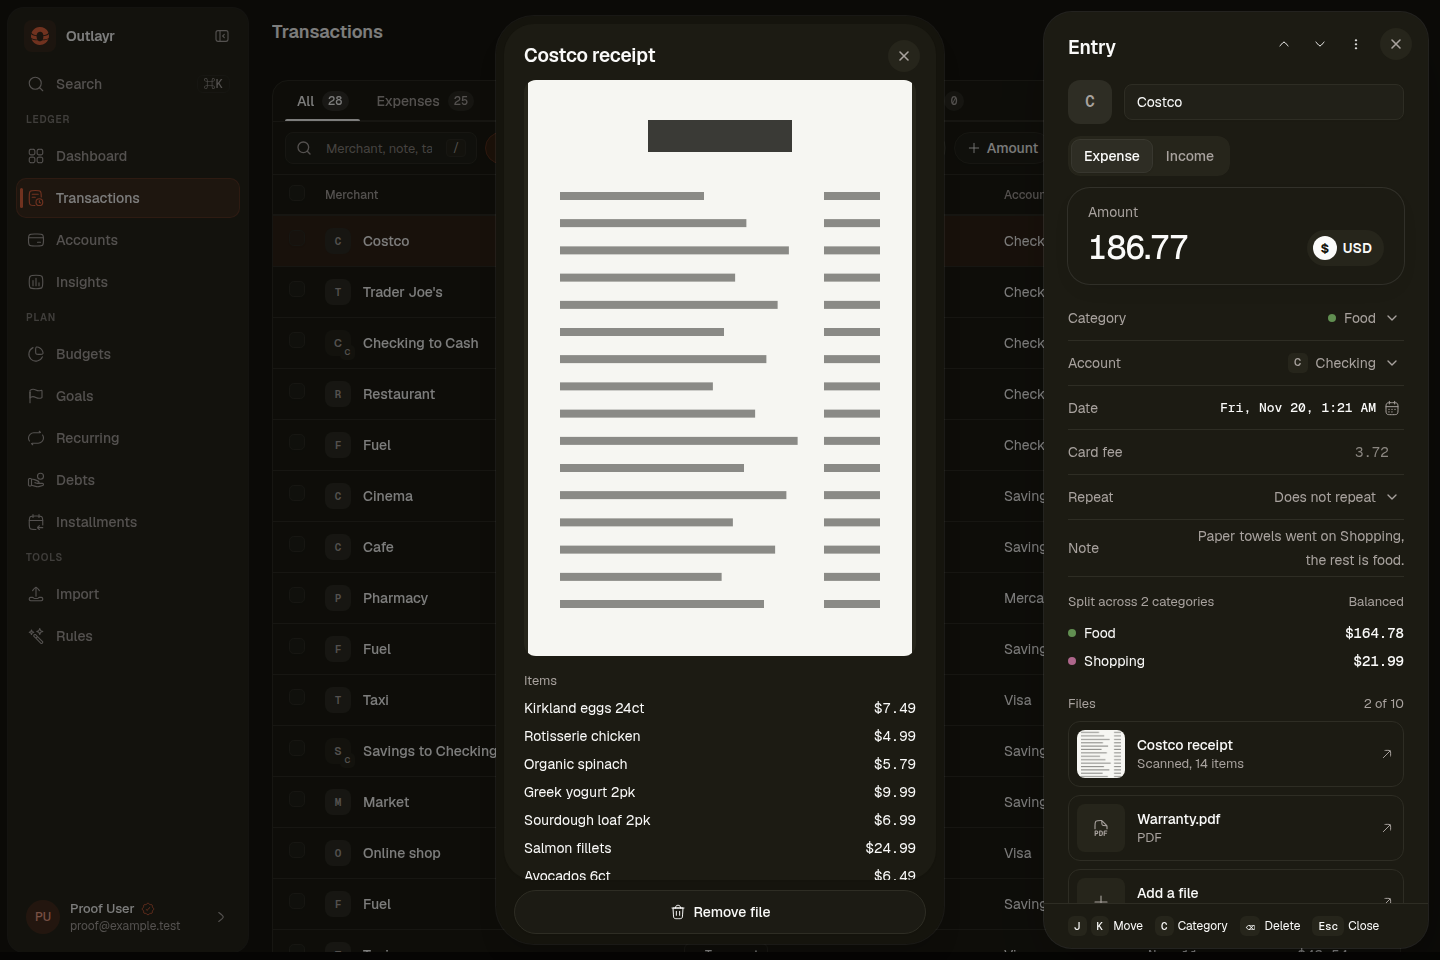 Outlayr
Search
⌘K
LEDGER
Dashboard
Transactions
Accounts
Insights
PLAN
Budgets
Goals
Recurring
Debts
Installments
TOOLS
Import
Rules
PU
Proof User
proof@example.test
Transactions
All 28
Expenses 25
0
Merchant, note, ta
/
Amount
Merchant
Accoun
C Costco Check
T Trader Joe's Check
C C Checking to Cash Check
R Restaurant Check
F Fuel Check
C Cinema Saving
C Cafe Saving
P Pharmacy Merca
F Fuel Saving
T Taxi Visa
S C Savings to Checking Saving
M Market Saving
O Online shop Visa
F Fuel Saving
Costco receipt
Items
Kirkland eggs 24ct $7.49
Rotisserie chicken $4.99
Organic spinach $5.79
Greek yogurt 2pk $9.99
Sourdough loaf 2pk $6.99
Salmon fillets $24.99
Avocados 6ct $6.49
Remove file
Entry
C
Costco
Expense
Income
Amount
186.77
$ USD
Category Food
Account C Checking
Date Fri, Nov 20, 1:21 AM
Card fee 3.72
Repeat Does not repeat
Note Paper towels went on Shopping,
the rest is food.
Split across 2 categories Balanced
Food $164.78
Shopping $21.99
Files 2 of 10
Costco receipt
Scanned, 14 items
PDF
Warranty.pdf
PDF
Add a file
J K Move C Category Delete Esc Close